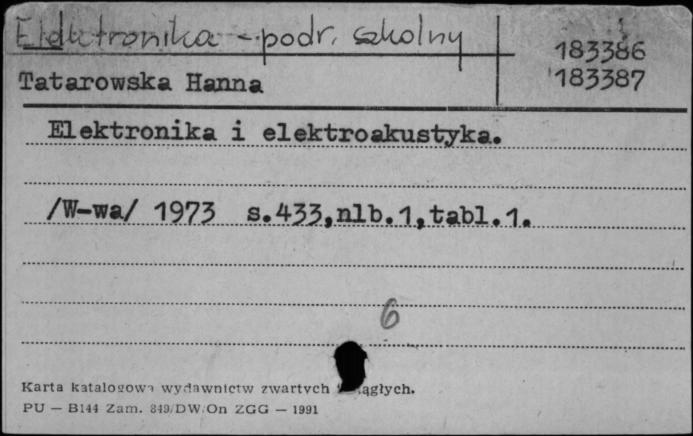 Elektronika - podr. szkolny
183386
Tatarowska Hanna
183387
Elektronika i elektroakustyka.
/W-wa/ 1973 s.433,nlb.1,tabl.1.
6
Karta katalogowa wydawnictw zwartych ągłych.
PU — B144 Zam. 849/DW/On ZGG — 1991